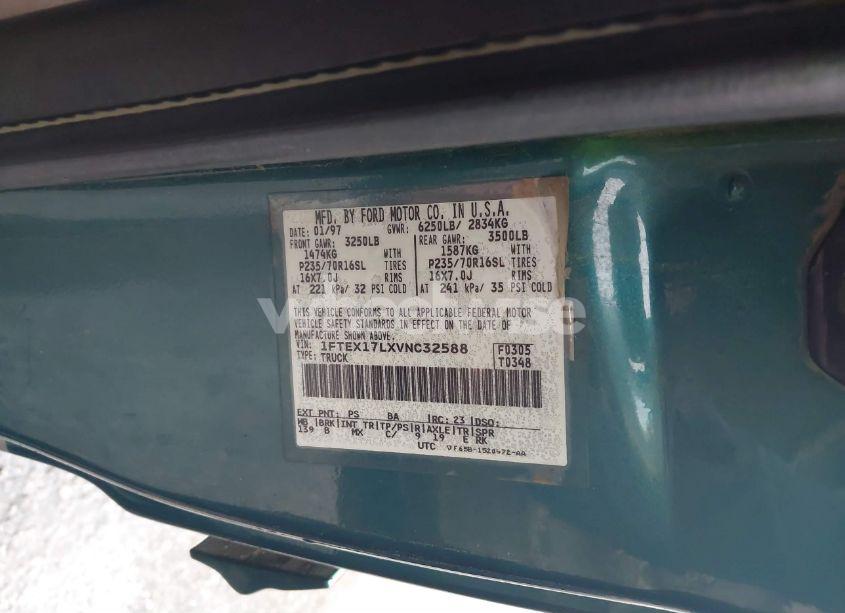 MFD. BY FORD MOTOR CO. IN U.S.A.
DATE: 01/97 GVWR: 6250LB/ 2834KG
FRONT GAWR: 3250LB REAR GAWR: 3500LB
1474KG WITH 1587KG WITH
P235/70R16SL TIRES P235/70R16SL TIRES
16X7.0J RIMS 16X7.0J RIMS
AT 221 kPa/ 32 PSI COLD AT 241 kPa/ 35 PSI COLD
THIS VEHICLE CONFORMS TO ALL APPLICABLE FEDERAL MOTOR
VEHICLE SAFETY STANDARDS IN EFFECT ON THE DATE OF
MANUFACTURE SHOWN ABOVE.
VIN: 1FTEX17LXVNC32588 F0305
TYPE: TRUCK T0348
EXT PNT: PS BA RC: 23 DSO:
WB BRK INT TR TP/PS R AXLE TR SPR
139 B MX C/ 9 19 E RK
UTC